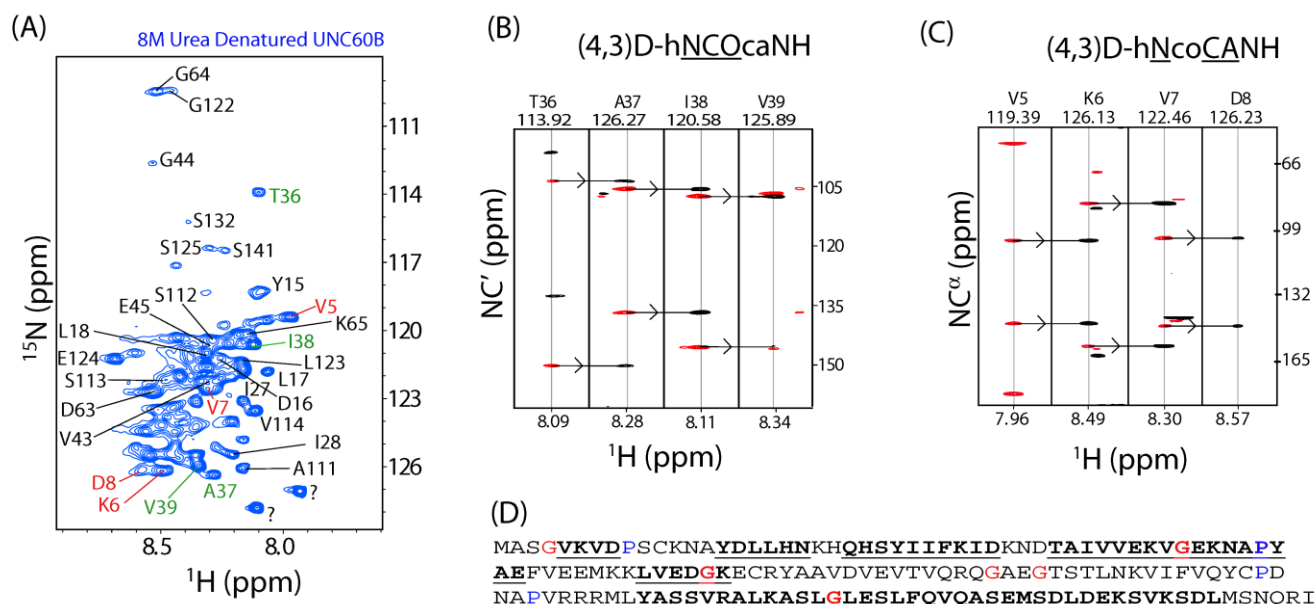 (A)
8M Urea Denatured UNC60B
G64
G122
G44
T36
S132
S125
S141
Y15
S112
E45
V5
L18
K65
I38
E124
L123
S113
L17
I27
D16
D63
V7
V114
V43
I28
A111
D8
K6
V39
A37
?
?
111
114
117
120
123
126
15N (ppm)
8.5
8.0
1H (ppm)
(B)
(4,3)D-hNCOcaNH
T36 A37 I38 V39
113.92 126.27 120.58 125.89
105
120
135
150
NC′ (ppm)
8.09 8.28 8.11 8.34
1H (ppm)
(C)
(4,3)D-hNcoCANH
V5 K6 V7 D8
119.39 126.13 122.46 126.23
66
99
132
165
NCα (ppm)
7.96 8.49 8.30 8.57
1H (ppm)
(D)
MASGVKVDPSCKNAYDLLHNKHQHSYIIFKIDKNDTAIVVEKVGEKNAPY
AEFVEEMKKLVEDGKECRYAAVDVEVTVQRQGAEGTSTLNKVIFVQYCPD
NAPVRRRMLYASSVRALKASLGLESLFQVQASEMSDLDEKSVKSDLMSNORI